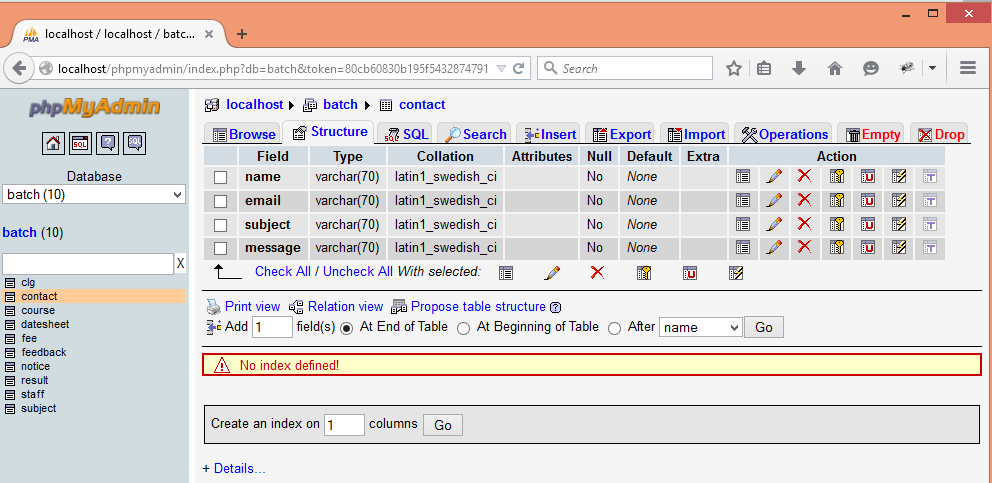 PMA localhost / localhost / batc... ×
+
localhost/phpmyadmin/index.php?db=batch&token=80cb60830b195f5432874791
Search
phpMyAdmin
SQL ? SQL
Database
batch (10)
batch (10)
X
clg
contact
course
datesheet
fee
feedback
notice
result
staff
subject
localhost batch contact
Browse Structure SQL Search Insert Export Import Operations Empty Drop
Field Type Collation Attributes Null Default Extra Action
name varchar(70) latin1_swedish_ci No None
email varchar(70) latin1_swedish_ci No None
subject varchar(70) latin1_swedish_ci No None
message varchar(70) latin1_swedish_ci No None
Check All / Uncheck All With selected:
Print view Relation view Propose table structure ?
Add 1 field(s) At End of Table At Beginning of Table After name Go
No index defined!
Create an index on 1 columns Go
+ Details...